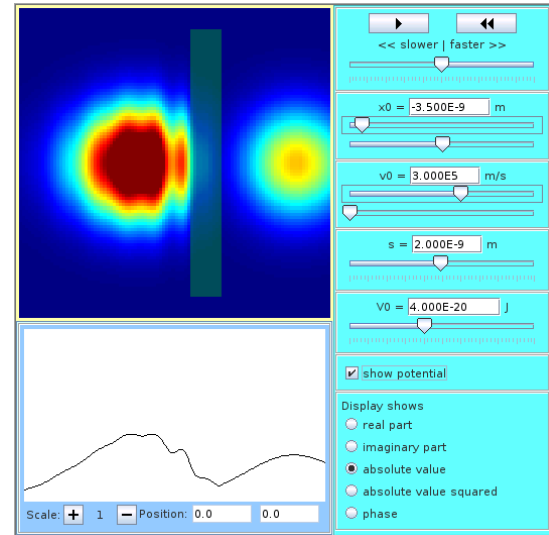 << slower | faster >>
x0 = -3.500E-9 m
v0 = 3.000E5 m/s
s = 2.000E-9 m
V0 = 4.000E-20 J
show potential
Display shows
real part
imaginary part
absolute value
absolute value squared
phase
Scale: + 1 − Position: 0.0 0.0